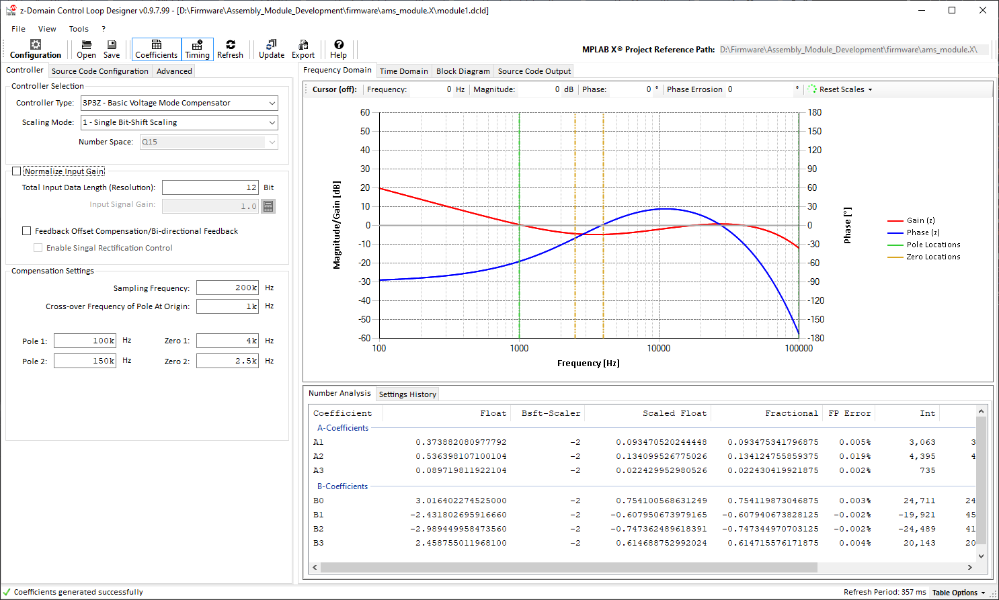 z-Domain Control Loop Designer v0.9.7.99 - [D:\Firmware\Assembly_Module_Development\firmware\ams_module.X\module1.dcld]
File View Tools ?
Configuration Open Save Coefficients Timing Refresh Update Export Help
MPLAB X® Project Reference Path: D:\Firmware\Assembly_Module_Development\firmware\ams_module.X\
Controller Source Code Configuration Advanced
Controller Selection
Controller Type: 3P3Z - Basic Voltage Mode Compensator
Scaling Mode: 1 - Single Bit-Shift Scaling
Number Space: Q15
Normalize Input Gain
Total Input Data Length (Resolution): 12 Bit
Input Signal Gain: 1.0
Feedback Offset Compensation/Bi-directional Feedback
Enable Singal Rectification Control
Compensation Settings
Sampling Frequency: 200k Hz
Cross-over Frequency of Pole At Origin: 1k Hz
Pole 1: 100k Hz Zero 1: 4k Hz
Pole 2: 150k Hz Zero 2: 2.5k Hz
Frequency Domain Time Domain Block Diagram Source Code Output
Cursor (off): Frequency: 0 Hz Magnitude: 0 dB Phase: 0 ° Phase Errosion 0 ° Reset Scales
60 180
50 150
40 120
30 90
20 60
10 30
0 0
-10 -30
-20 -60
-30 -90
-40 -120
-50 -150
-60 -180
100 1000 10000 100000
Magnitude/Gain [dB]
Phase [°]
Frequency [Hz]
Gain (z)
Phase (z)
Pole Locations
Zero Locations
Number Analysis Settings History
Coefficient Float Bsft-Scaler Scaled Float Fractional FP Error Int
A-Coefficients
A1 0.373882080977792 -2 0.093470520244448 0.093475341796875 0.005% 3,063 3
A2 0.536398107100104 -2 0.134099526775026 0.134124755859375 0.019% 4,395 4
A3 0.089719811922104 -2 0.022429952980526 0.022430419921875 0.002% 735
B-Coefficients
B0 3.016402274525000 -2 0.754100568631249 0.754119873046875 0.003% 24,711 24
B1 -2.431802695916660 -2 -0.607950673979165 -0.607940673828125 -0.002% -19,921 45
B2 -2.989449958473560 -2 -0.747362489618391 -0.747344970703125 -0.002% -24,489 41
B3 2.458755011968100 -2 0.614688752992024 0.614715576171875 0.004% 20,143 20
Coefficients generated successfully
Refresh Period: 357 ms Table Options